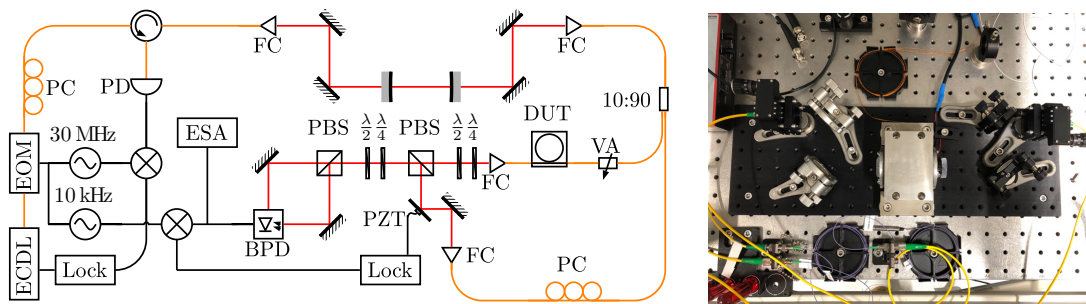 FC
FC
PC
PD
10:90
DUT
PBS
λ/2
λ/4
PBS
λ/2
λ/4
ESA
30 MHz
VA
EOM
FC
10 kHz
PZT
BPD
FC
ECDL
Lock
Lock
PC